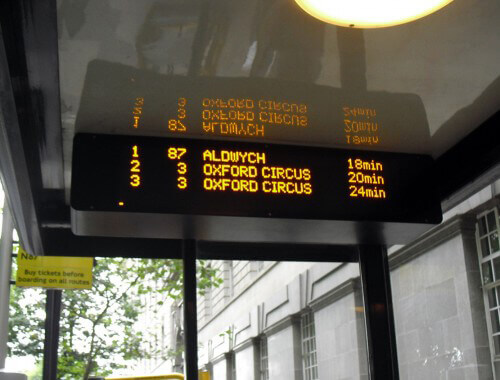 1 87 ALDWYCH 18min
2 3 OXFORD CIRCUS 20min
3 3 OXFORD CIRCUS 24min
N87
Buy tickets before
boarding on all routes